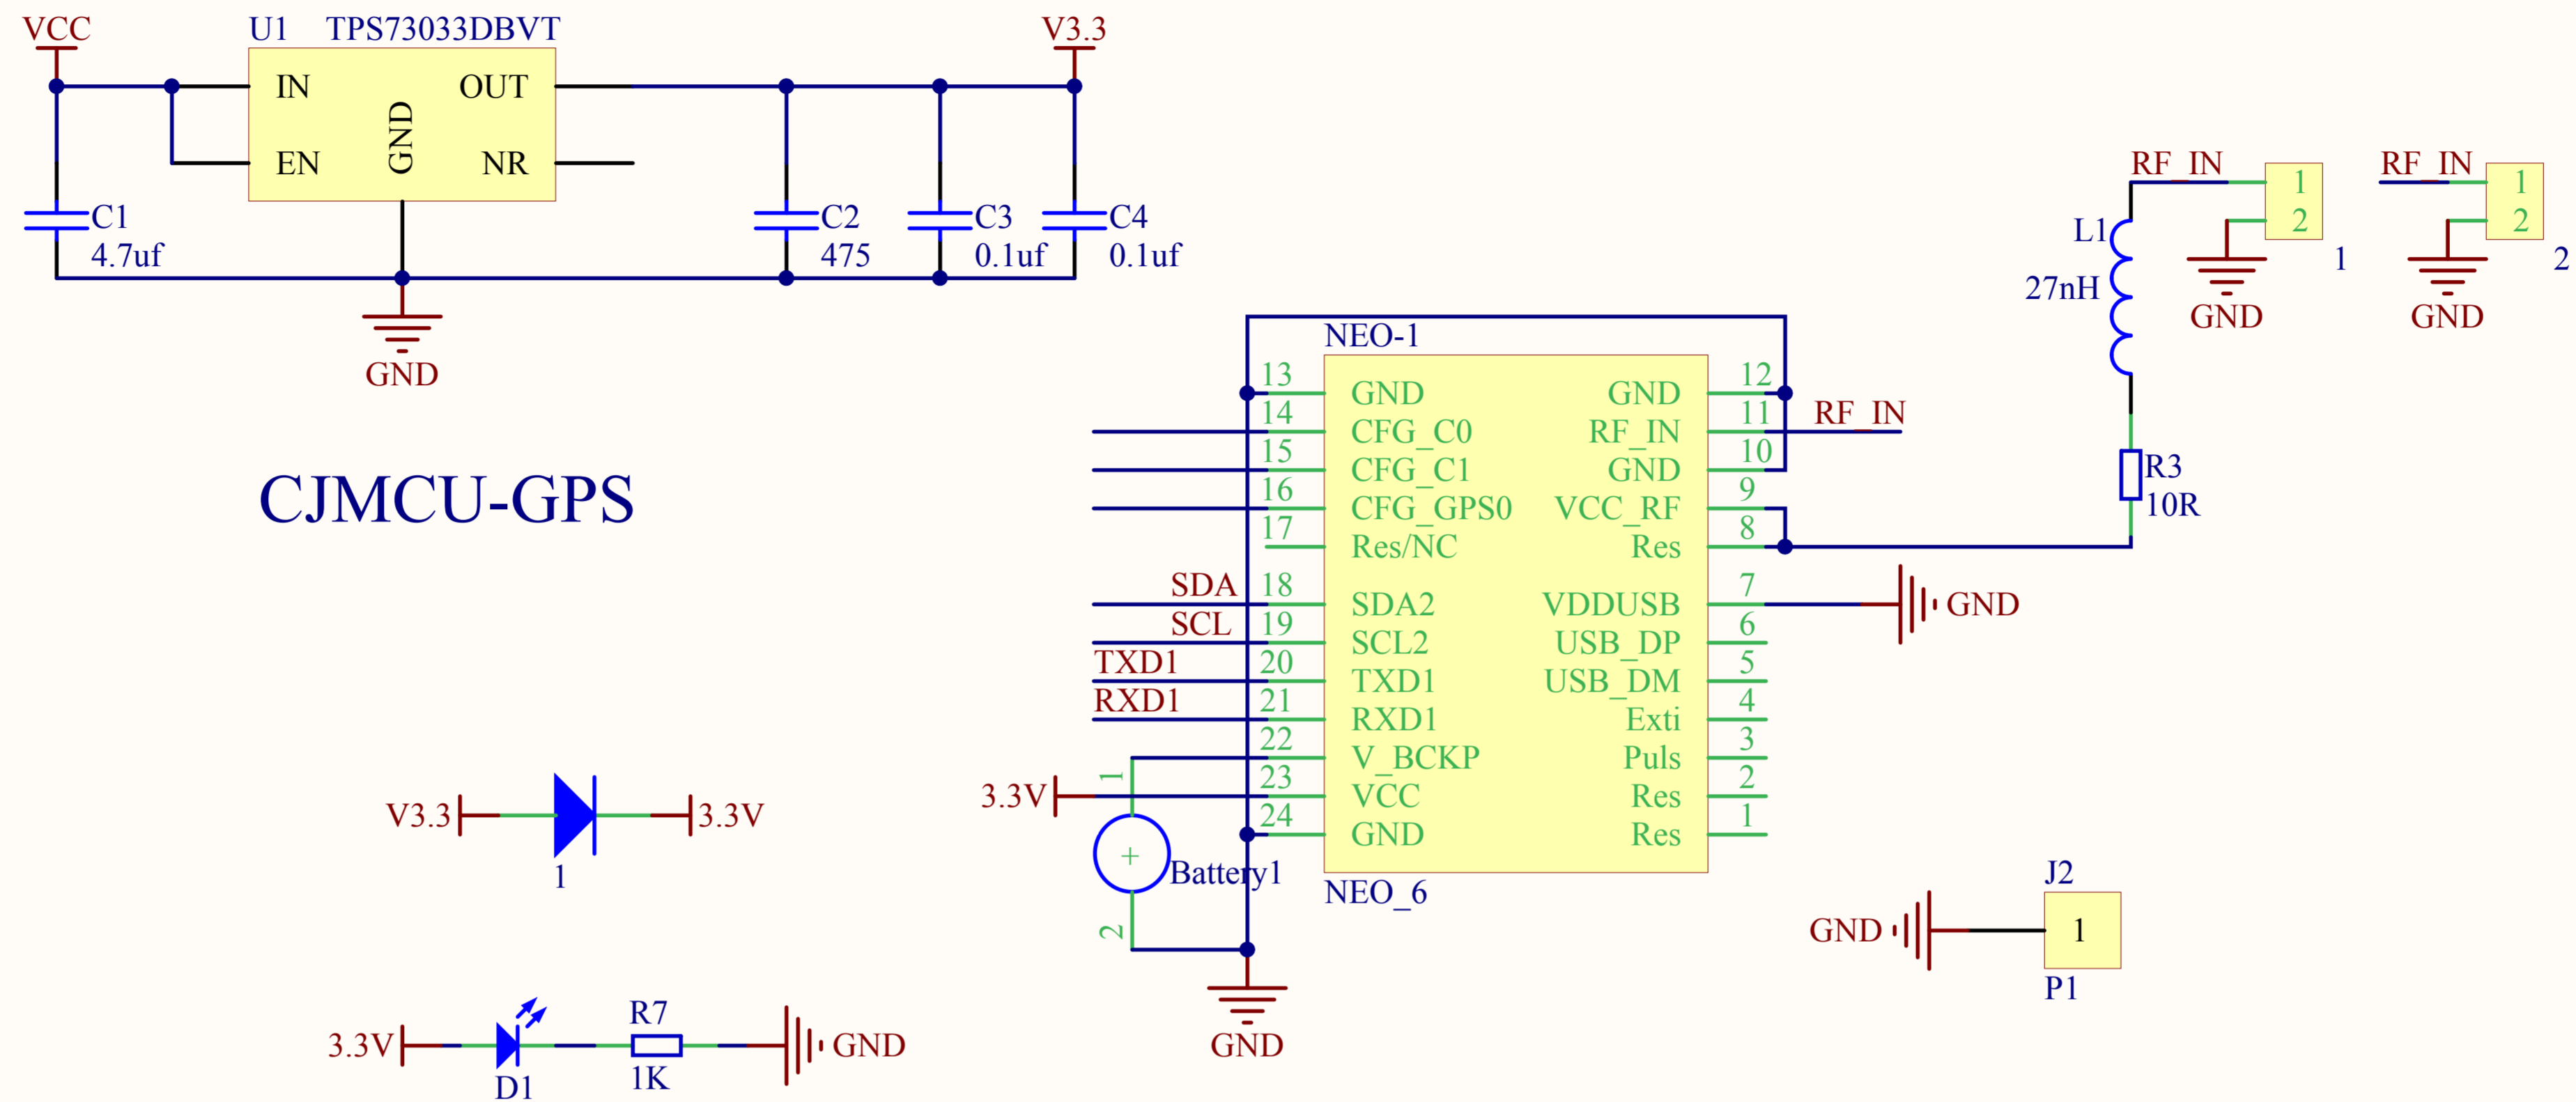 VCC
U1 TPS73033DBVT
V3.3
IN
OUT
GND
EN
NR
C1
4.7uf
C2
475
C3
0.1uf
C4
0.1uf
GND
RF_IN
1
2
1
GND
RF_IN
1
2
2
GND
L1
27nH
R3
10R
CJMCU-GPS
NEO-1
13 GND
14 CFG_C0
15 CFG_C1
16 CFG_GPS0
17 Res/NC
SDA 18 SDA2
SCL 19 SCL2
TXD1 20 TXD1
RXD1 21 RXD1
22 V_BCKP
3.3V 23 VCC
24 GND
GND 12
RF_IN 11 RF_IN
GND 10
VCC_RF 9
Res 8
VDDUSB 7 GND
USB_DP 6
USB_DM 5
Exti 4
Puls 3
Res 2
Res 1
NEO_6
1
+
Battery1
2
GND
V3.3
3.3V
1
3.3V
D1
R7
1K
GND
J2
GND
1
P1